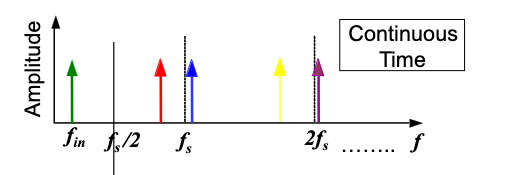 Continuous
Time
Amplitude
f_in f_s/2 f_s 2f_s ........ f